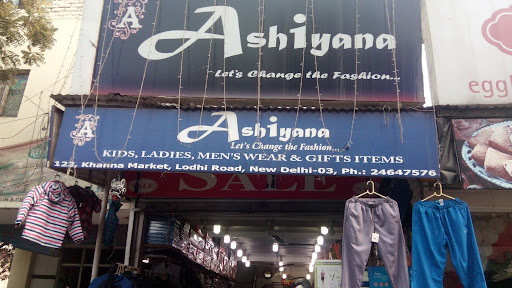 A
Ashiyana
Let's Change the Fashion...
A
Ashiyana
Let's Change the Fashion...
KIDS, LADIES, MEN'S WEAR & GIFTS ITEMS
123, Khanna Market, Lodhi Road, New Delhi-03, Ph.: 24647576
SALE
egg